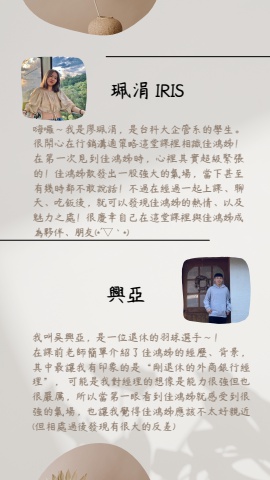 珮涓 IRIS
嗨囉～我是廖珮涓，是台科大企管系的學生。
很開心在行銷溝通策略這堂課裡相識佳鴻姊！
在第一次見到佳鴻姊時，心裡其實超級緊張
的！佳鴻姊散發出一股強大的氣場，當下甚至
有幾時都不敢說話！不過在經過一起上課、聊
天、吃飯後，就可以發現佳鴻姊的熱情、以及
魅力之處！很慶幸自己在這堂課裡與佳鴻姊成
為夥伴、朋友(*´▽｀*)
興亞
我叫吳興亞，是一位退休的羽球選手～！
在課前老師簡單介紹了佳鴻姊的經歷、背景，
其中最讓我有印象的是“剛退休的外商銀行經
理”，可能是我對經理的想像是能力很強但也
很嚴厲，所以當第一眼看到佳鴻姊就感受到很
強的氣場，也讓我覺得佳鴻姊應該不太好親近
(但相處過後發現有很大的反差)